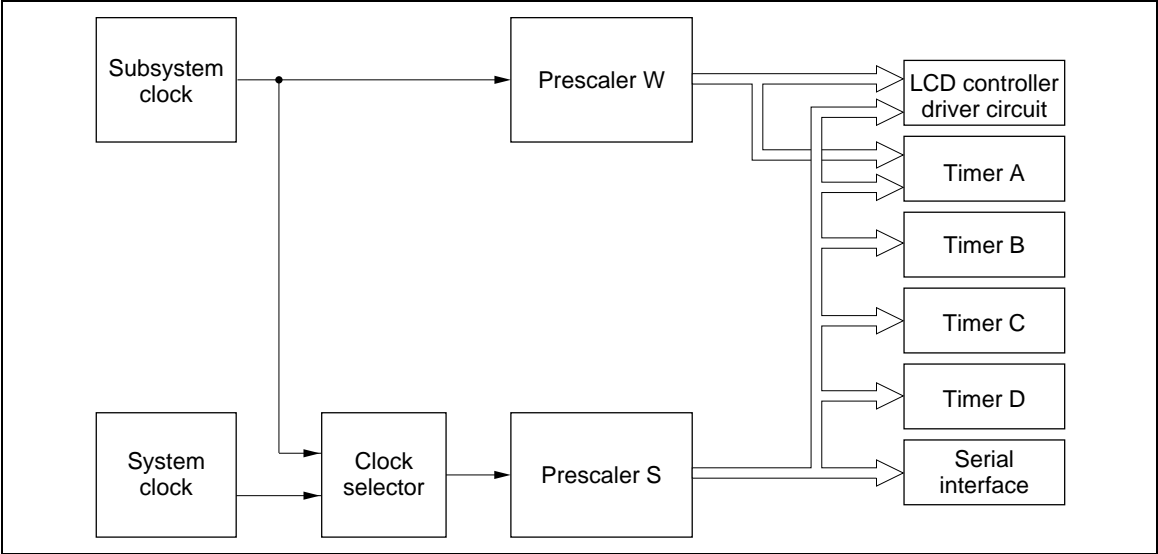 Subsystem
clock
Prescaler W
LCD controller
driver circuit
Timer A
Timer B
Timer C
Timer D
System
clock
Clock
selector
Prescaler S
Serial
interface